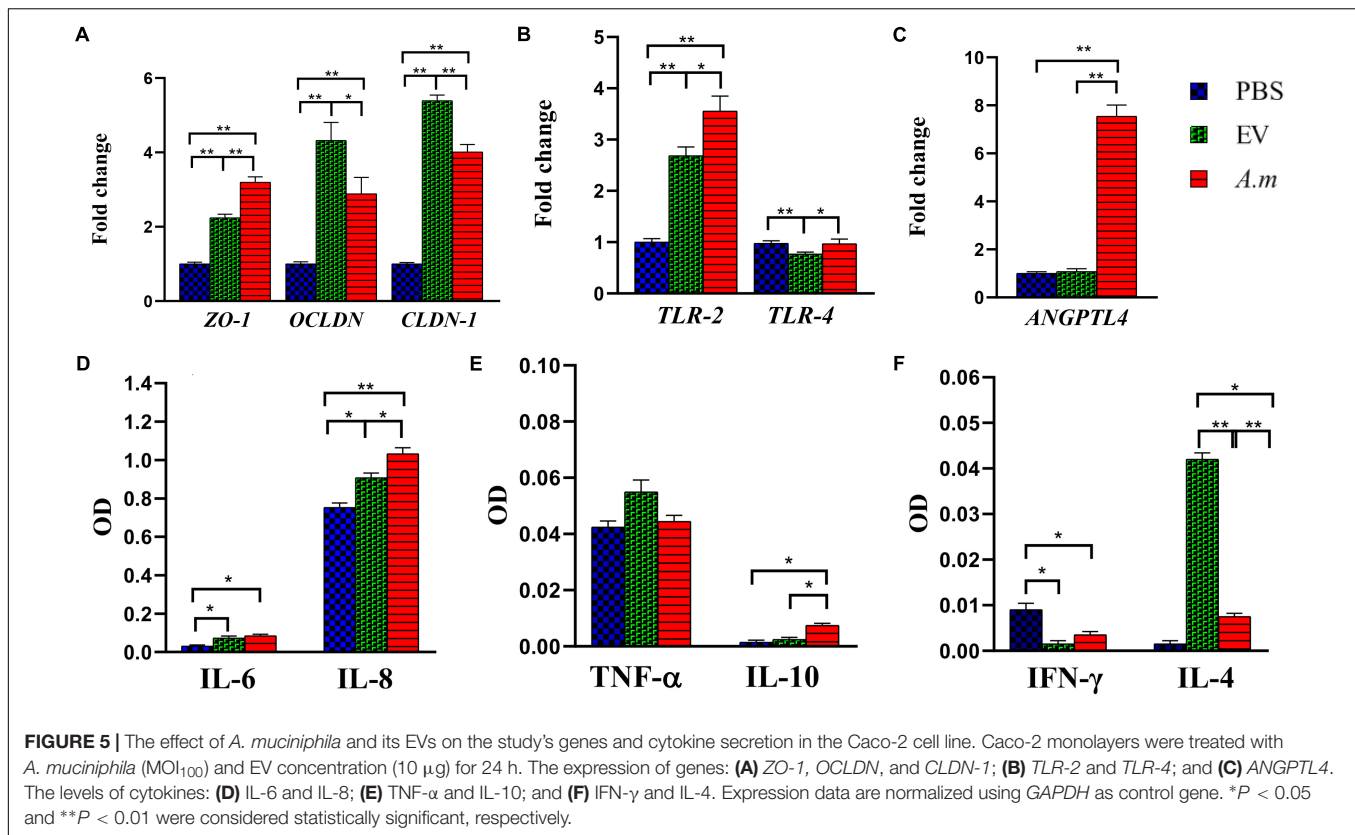 A
Fold change
6
4
2
0
**
**
**
**
*
**
**
**
**
ZO-1 OCLDN CLDN-1
B
Fold change
5
4
3
2
1
0
**
**
*
**
*
TLR-2 TLR-4
C
Fold change
10
8
6
4
2
0
**
**
ANGPTL4
PBS
EV
A.m
D
OD
1.4
1.2
1.0
0.8
0.6
0.4
0.2
0.0
*
*
**
*
*
IL-6 IL-8
E
OD
0.10
0.08
0.06
0.04
0.02
0.00
*
*
TNF-α IL-10
F
OD
0.06
0.05
0.04
0.03
0.02
0.01
0.00
*
*
*
**
**
IFN-γ IL-4
FIGURE 5 | The effect of A. muciniphila and its EVs on the study's genes and cytokine secretion in the Caco-2 cell line. Caco-2 monolayers were treated with
A. muciniphila (MOI100) and EV concentration (10 μg) for 24 h. The expression of genes: (A) ZO-1, OCLDN, and CLDN-1; (B) TLR-2 and TLR-4; and (C) ANGPTL4.
The levels of cytokines: (D) IL-6 and IL-8; (E) TNF-α and IL-10; and (F) IFN-γ and IL-4. Expression data are normalized using GAPDH as control gene. *P < 0.05
and **P < 0.01 were considered statistically significant, respectively.